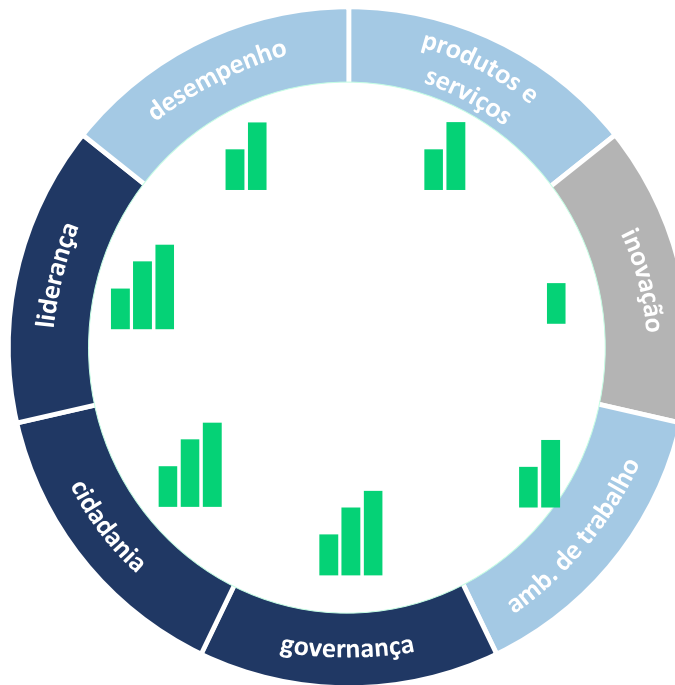 desempenho
produtos e
serviços
inovação
amb. de trabalho
governança
cidadania
liderança